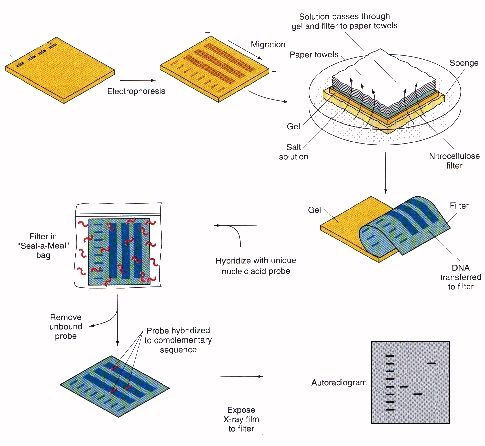 Solution passes through
gel and filter to paper towels
Migration
Paper towels
Sponge
Electrophoresis
Gel
Salt
solution
Nitrocellulose
filter
Gel
Filter
Filter in
"Seal-a-Meal"
bag
Hybridize with unique
nucleic acid probe
DNA
transferred
to filter
Remove
unbound
probe
Probe hybridized
to complementary
sequence
Autoradiogram
Expose
X-ray film
to filter